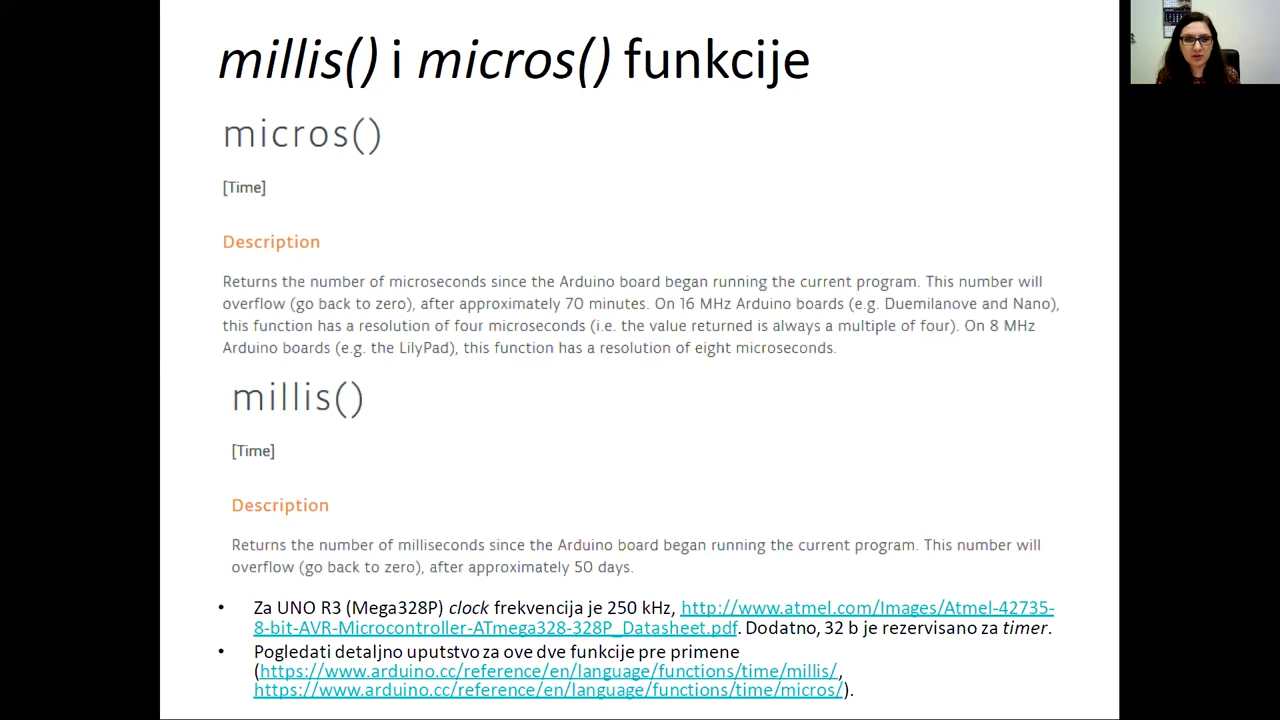 millis() i micros() funkcije
micros()
[Time]
Description
Returns the number of microseconds since the Arduino board began running the current program. This number will
overflow (go back to zero), after approximately 70 minutes. On 16 MHz Arduino boards (e.g. Duemilanove and Nano),
this function has a resolution of four microseconds (i.e. the value returned is always a multiple of four). On 8 MHz
Arduino boards (e.g. the LilyPad), this function has a resolution of eight microseconds.
millis()
[Time]
Description
Returns the number of milliseconds since the Arduino board began running the current program. This number will
overflow (go back to zero), after approximately 50 days.
• Za UNO R3 (Mega328P) clock frekvencija je 250 kHz, http://www.atmel.com/Images/Atmel-42735-
8-bit-AVR-Microcontroller-ATmega328-328P_Datasheet.pdf. Dodatno, 32 b je rezervisano za timer.
• Pogledati detaljno uputstvo za ove dve funkcije pre primene
(https://www.arduino.cc/reference/en/language/functions/time/millis/,
https://www.arduino.cc/reference/en/language/functions/time/micros/).